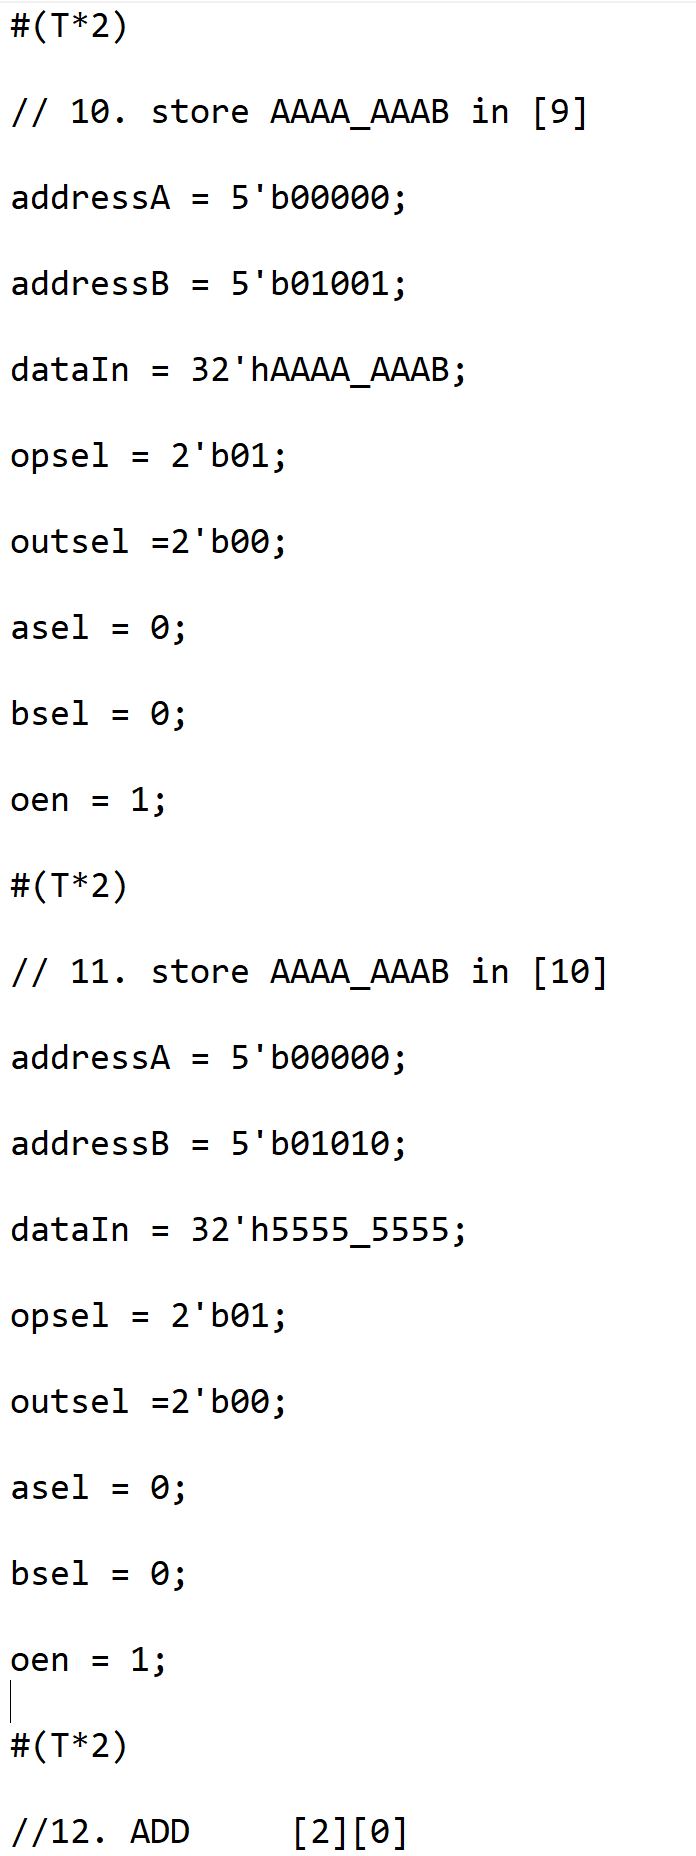 #(T*2)
// 10. store AAAA_AAAB in [9]
addressA = 5'b00000;
addressB = 5'b01001;
dataIn = 32'hAAAA_AAAB;
opsel = 2'b01;
outsel =2'b00;
asel = 0;
bsel = 0;
oen = 1;
#(T*2)
// 11. store AAAA_AAAB in [10]
addressA = 5'b00000;
addressB = 5'b01010;
dataIn = 32'h5555_5555;
opsel = 2'b01;
outsel =2'b00;
asel = 0;
bsel = 0;
oen = 1;
#(T*2)
//12. ADD     [2][0]